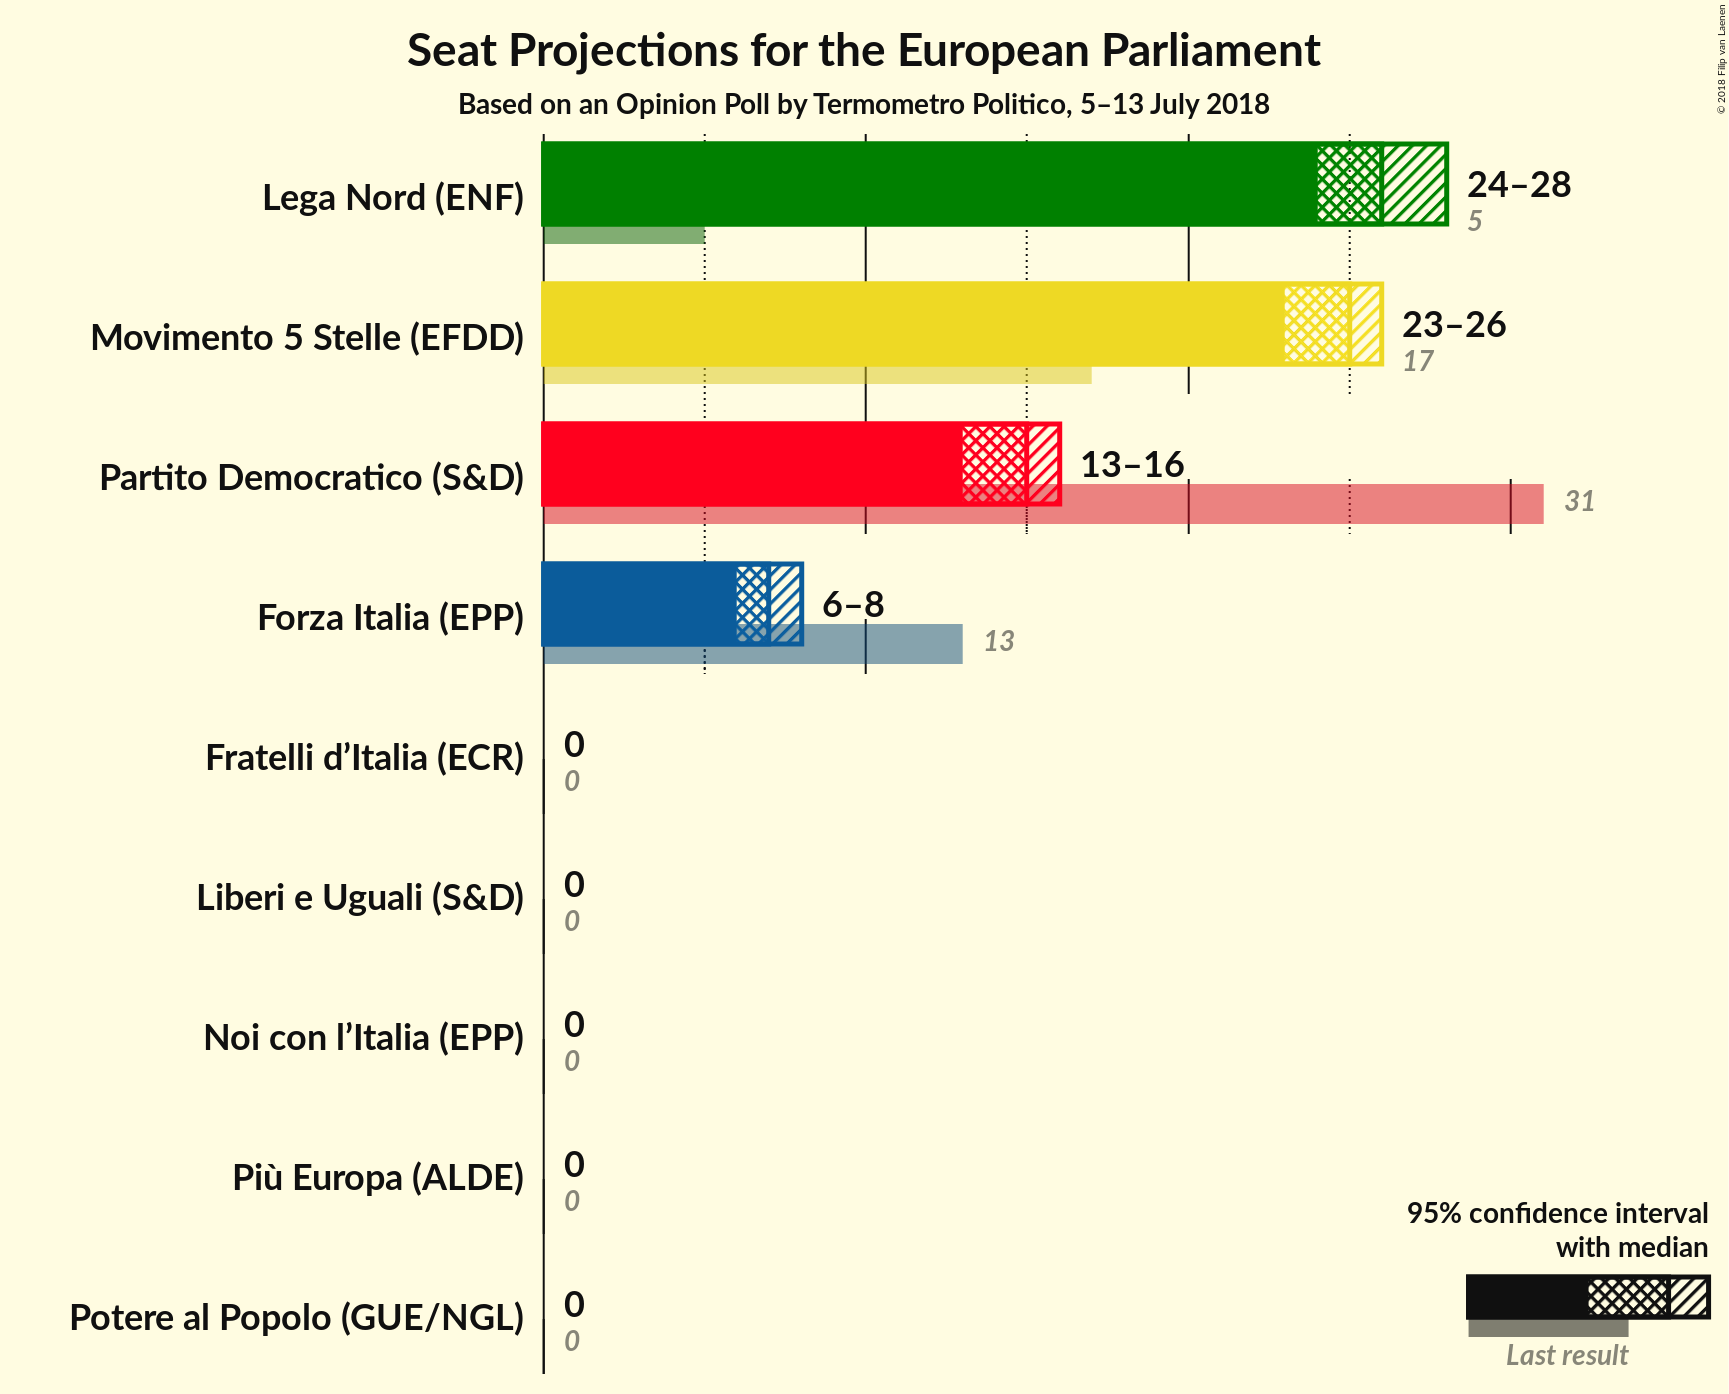 Seat Projections for the European Parliament
Based on an Opinion Poll by Termometro Politico, 5–13 July 2018
© 2018 Filip van Laenen
Lega Nord (ENF)
24–28
5
Movimento 5 Stelle (EFDD)
23–26
17
Partito Democratico (S&D)
13–16
31
Forza Italia (EPP)
6–8
13
Fratelli d’Italia (ECR)
0
0
Liberi e Uguali (S&D)
0
0
Noi con l’Italia (EPP)
0
0
Più Europa (ALDE)
0
0
Potere al Popolo (GUE/NGL)
0
0
95% confidence interval
with median
Last result